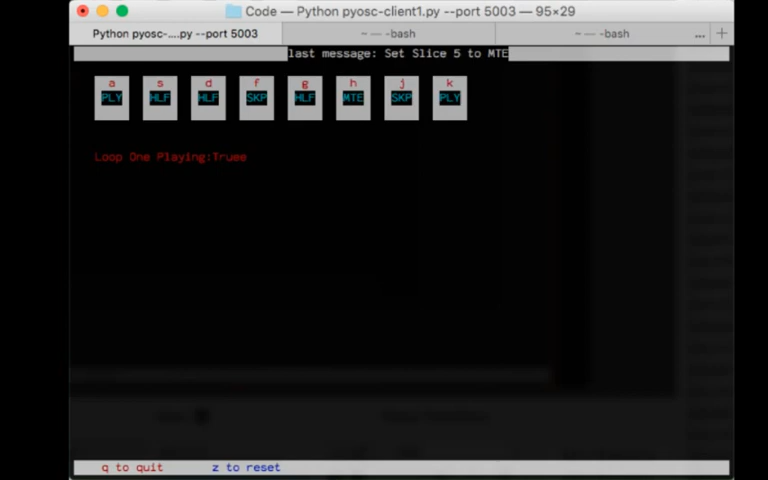 Code — Python pyosc-client1.py --port 5003 — 95×29
Python pyosc-....py --port 5003 ~ — -bash ~ — -bash ... +
last message: Set Slice 5 to MTE
a s d f g h j k
PLY HLF HLF SKP HLF MTE SKP PLY
Loop One Playing:Truee
q to quit z to reset